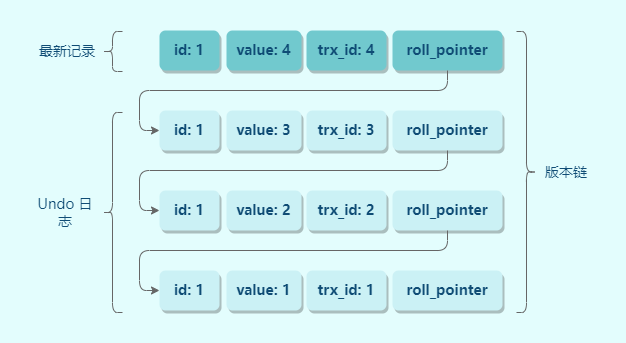 最新记录
id: 1 value: 4 trx_id: 4 roll_pointer
id: 1 value: 3 trx_id: 3 roll_pointer
版本链
Undo 日
志
id: 1 value: 2 trx_id: 2 roll_pointer
id: 1 value: 1 trx_id: 1 roll_pointer